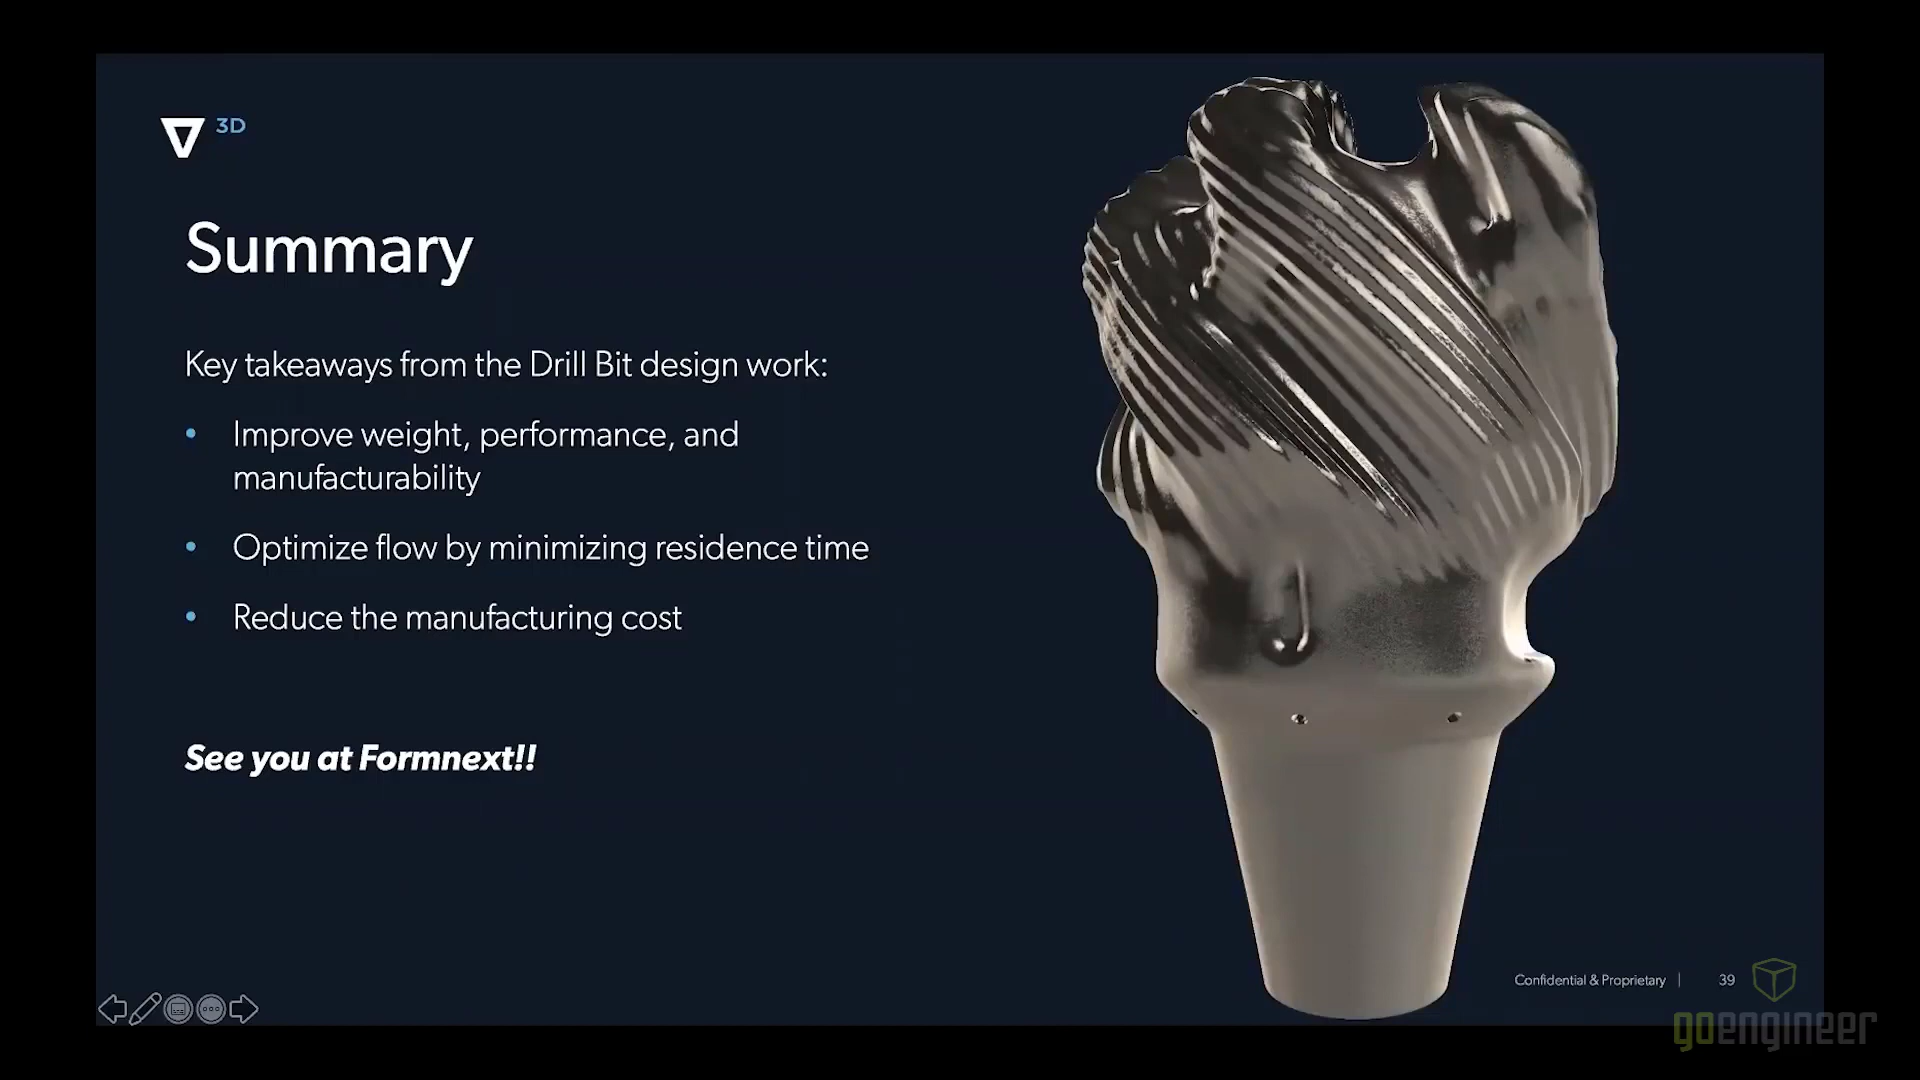 3D
Summary
Key takeaways from the Drill Bit design work:
• Improve weight, performance, and
manufacturability
• Optimize flow by minimizing residence time
• Reduce the manufacturing cost
See you at Formnext!!
Confidential & Proprietary | 39
goengineer